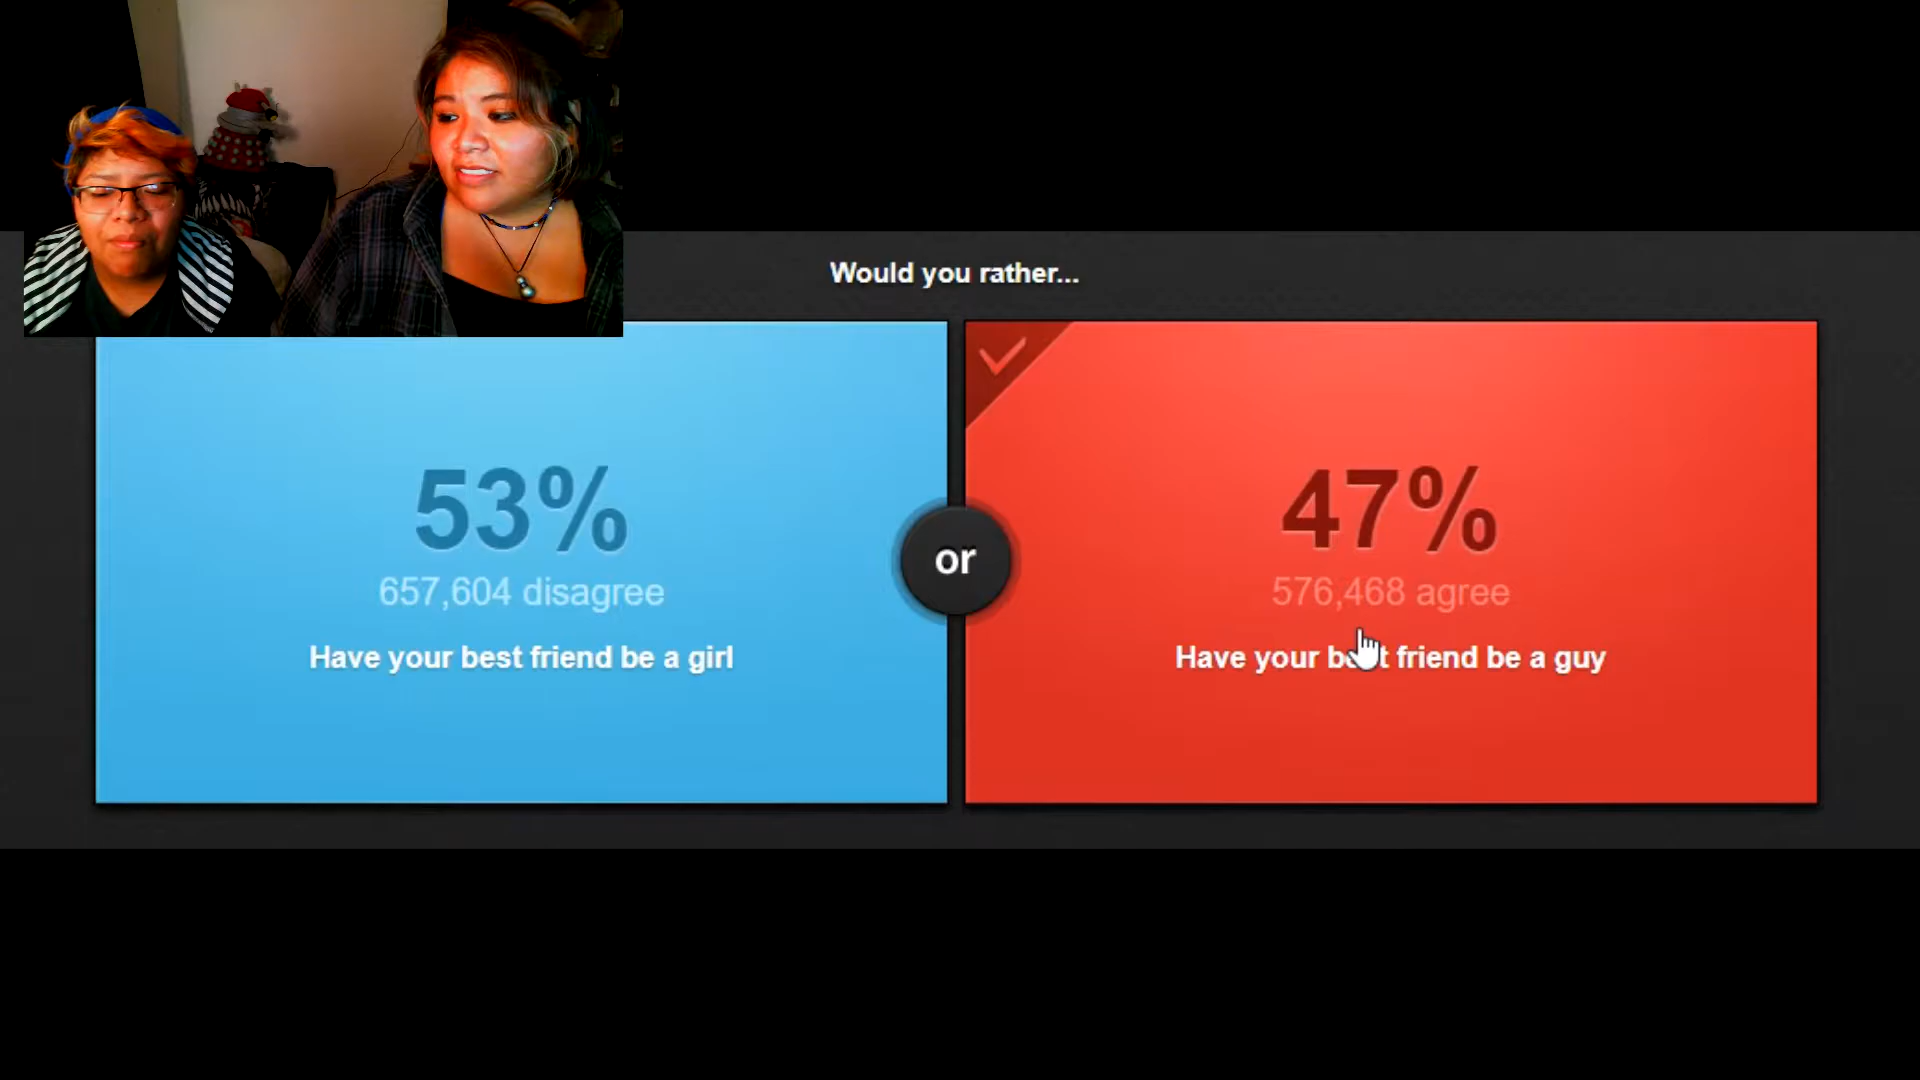 Would you rather...
53%
657,604 disagree
Have your best friend be a girl
or
47%
576,468 agree
Have your best friend be a guy